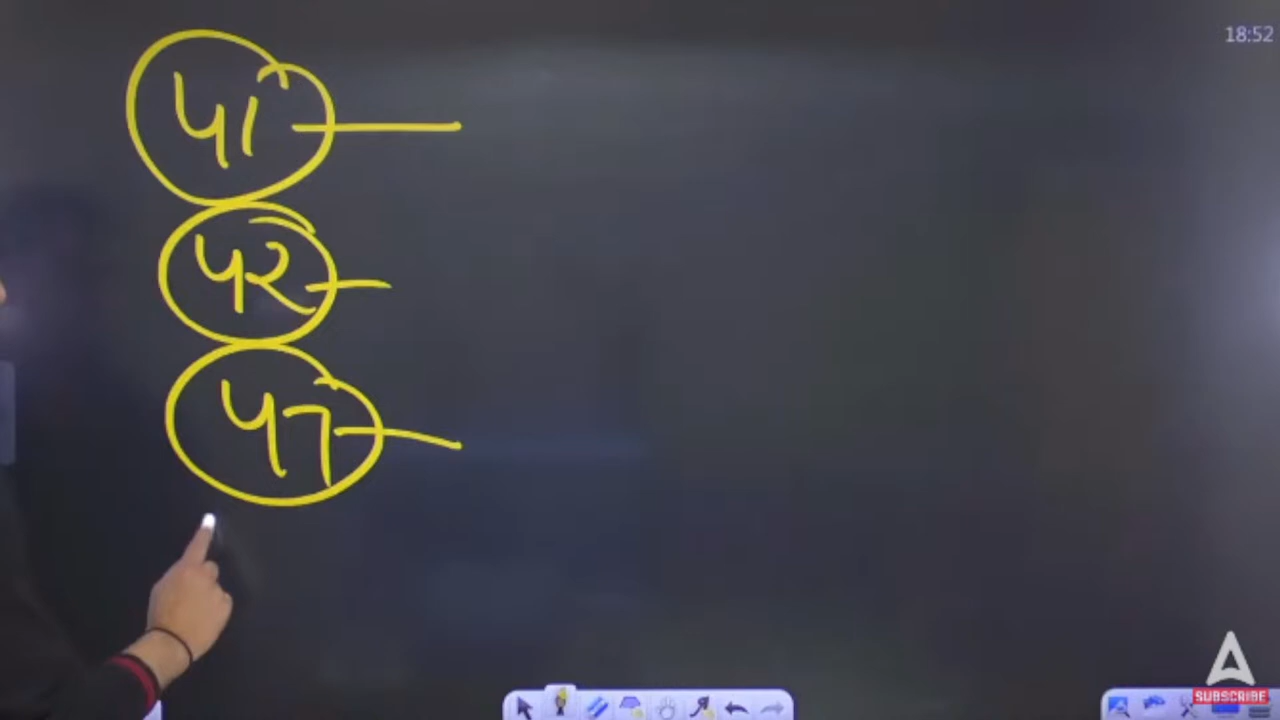 18:52
41 —
42 —
47 —
SUBSCRIBE